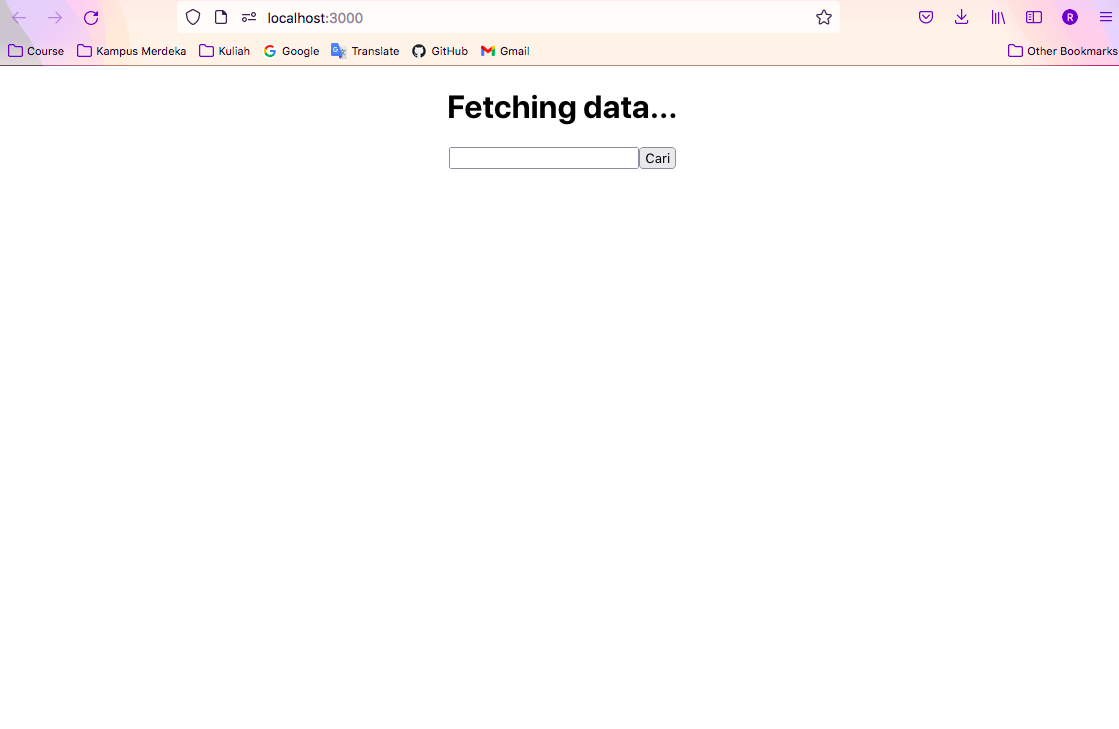 localhost:3000
R
Course Kampus Merdeka Kuliah Google Translate GitHub Gmail Other Bookmarks
Fetching data...
Cari